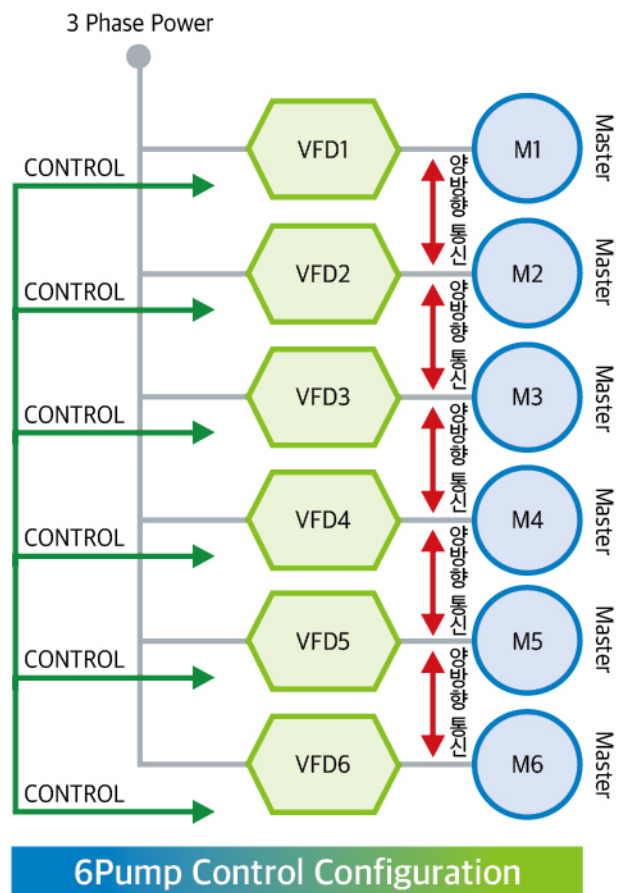 3 Phase Power
VFD1
M1
Master
CONTROL
양방향 통신
VFD2
M2
Master
CONTROL
양방향 통신
VFD3
M3
Master
CONTROL
양방향 통신
VFD4
M4
Master
CONTROL
양방향 통신
VFD5
M5
Master
CONTROL
양방향 통신
VFD6
M6
Master
CONTROL
6Pump Control Configuration